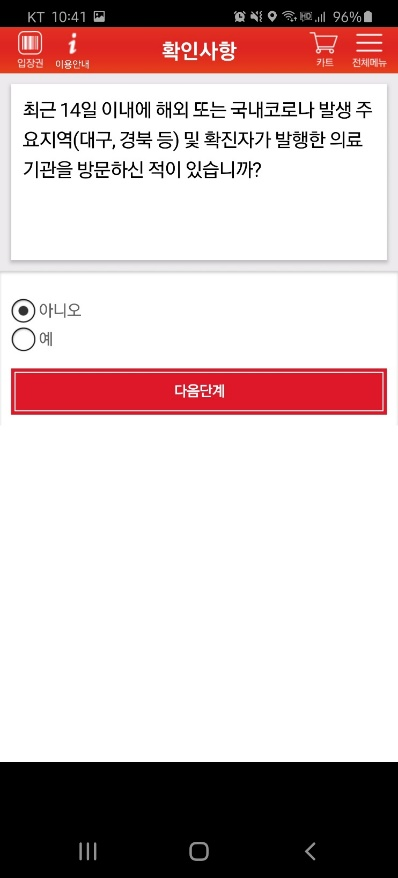 KT 10:41 96%
입장권 이용안내 확인사항 카트 전체메뉴
최근 14일 이내에 해외 또는 국내코로나 발생 주
요지역(대구, 경북 등) 및 확진자가 발행한 의료
기관을 방문하신 적이 있습니까?
아니오
예
다음단계